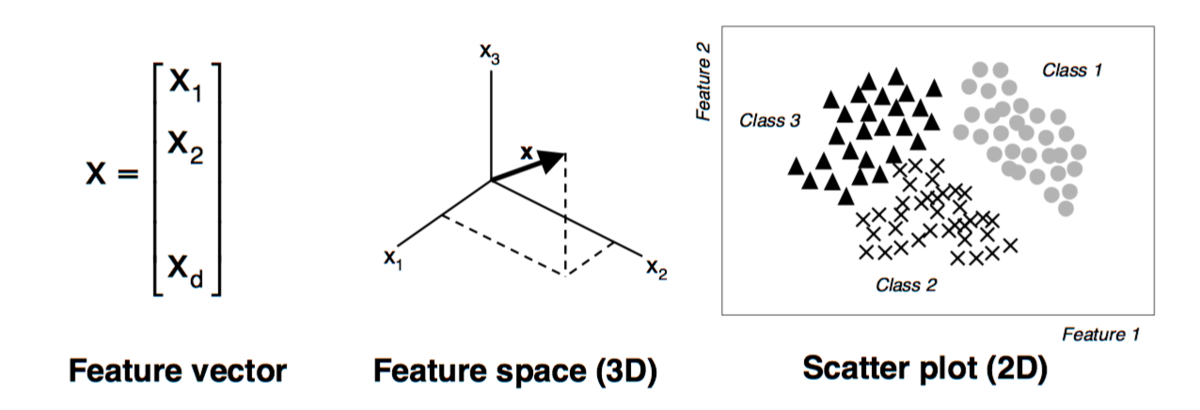 X =
X1
X2
Xd
Feature vector
X3
X
X1
X2
Feature space (3D)
Feature 2
Class 1
Class 3
Class 2
Feature 1
Scatter plot (2D)